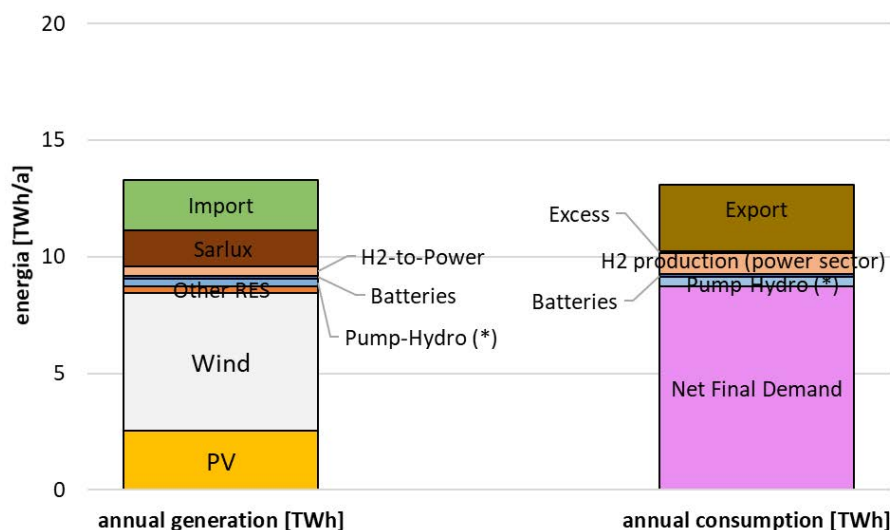 20
15
10
5
0
energia [TWh/a]
Import
Sarlux
H2-to-Power
Batteries
Other RES
Pump-Hydro (*)
Wind
PV
annual generation [TWh]
Export
Excess
H2 production (power sector)
Batteries
Pump-Hydro (*)
Net Final Demand
annual consumption [TWh]